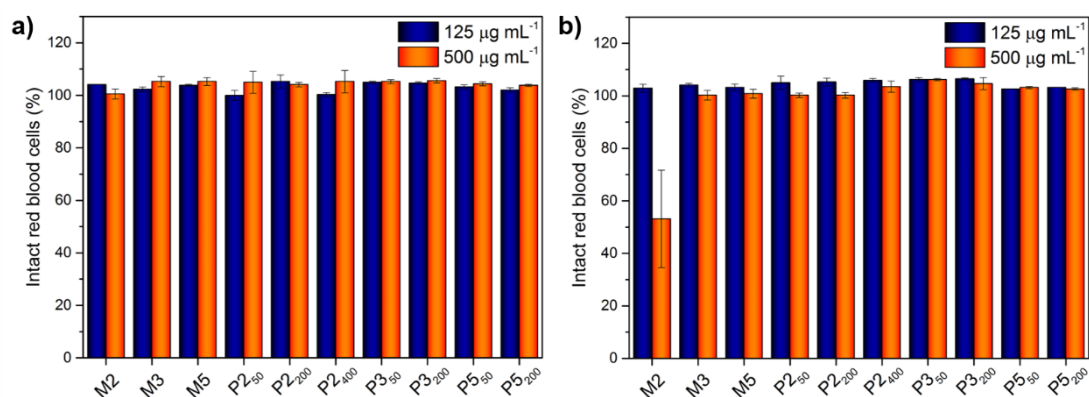 a)
125 μg mL⁻¹
500 μg mL⁻¹
Intact red blood cells (%)
120
100
80
60
40
20
0
M2 M3 M5 P2₅₀ P2₂₀₀ P2₄₀₀ P3₅₀ P3₂₀₀ P5₅₀ P5₂₀₀
b)
125 μg mL⁻¹
500 μg mL⁻¹
Intact red blood cells (%)
120
100
80
60
40
20
0
M2 M3 M5 P2₅₀ P2₂₀₀ P2₄₀₀ P3₅₀ P3₂₀₀ P5₅₀ P5₂₀₀